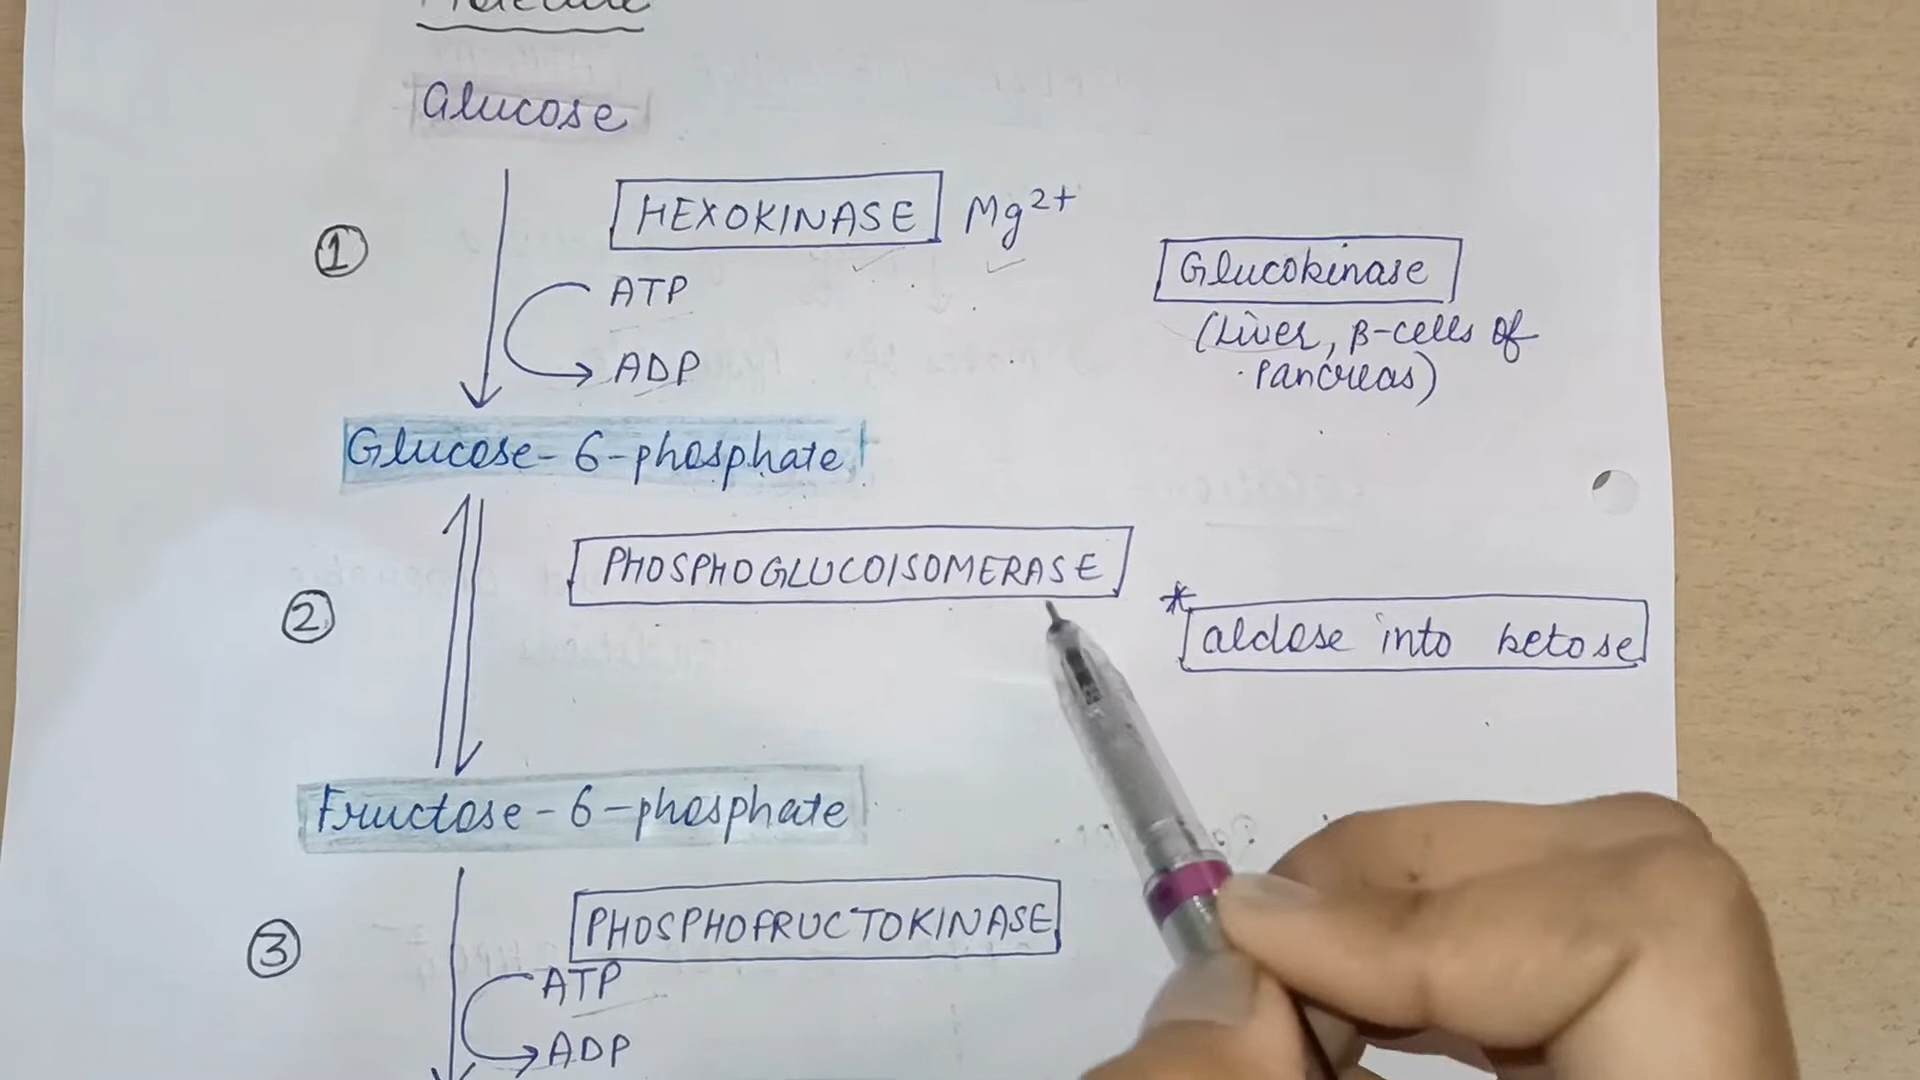 Molecule
Glucose
HEXOKINASE Mg2+
1
Glucokinase
ATP
(Liver, β-cells of
Pancreas)
ADP
Glucose-6-phosphate
PHOSPHOGLUCOISOMERASE
2
* aldose into ketose
Fructose-6-phosphate
PHOSPHOFRUCTOKINASE
3
ATP
ADP